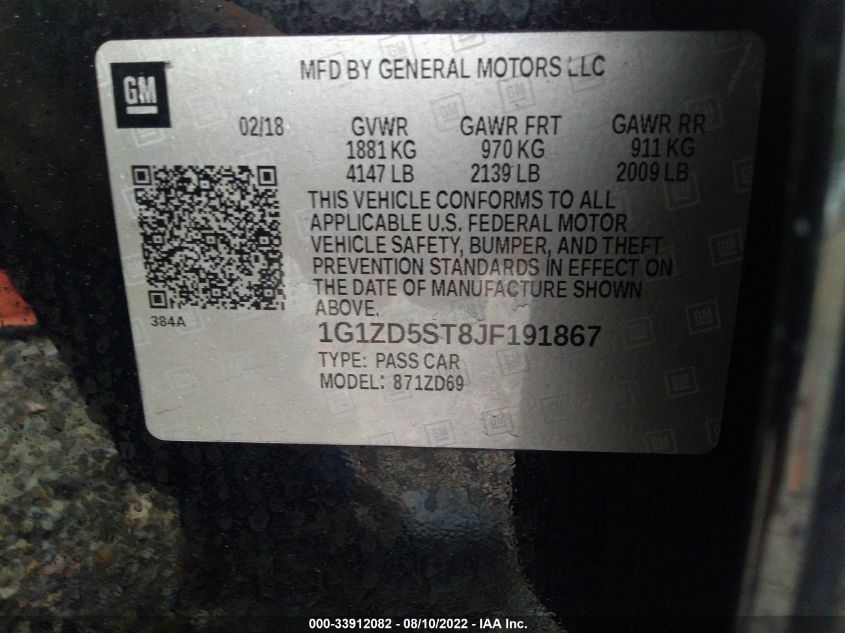 GM
MFD BY GENERAL MOTORS LLC
02/18 GVWR GAWR FRT GAWR RR
1881 KG 970 KG 911 KG
4147 LB 2139 LB 2009 LB
THIS VEHICLE CONFORMS TO ALL
APPLICABLE U.S. FEDERAL MOTOR
VEHICLE SAFETY, BUMPER, AND THEFT
PREVENTION STANDARDS IN EFFECT ON
THE DATE OF MANUFACTURE SHOWN
ABOVE.
384A
1G1ZD5ST8JF191867
TYPE: PASS CAR
MODEL: 871ZD69
000-33912082 - 08/10/2022 - IAA Inc.